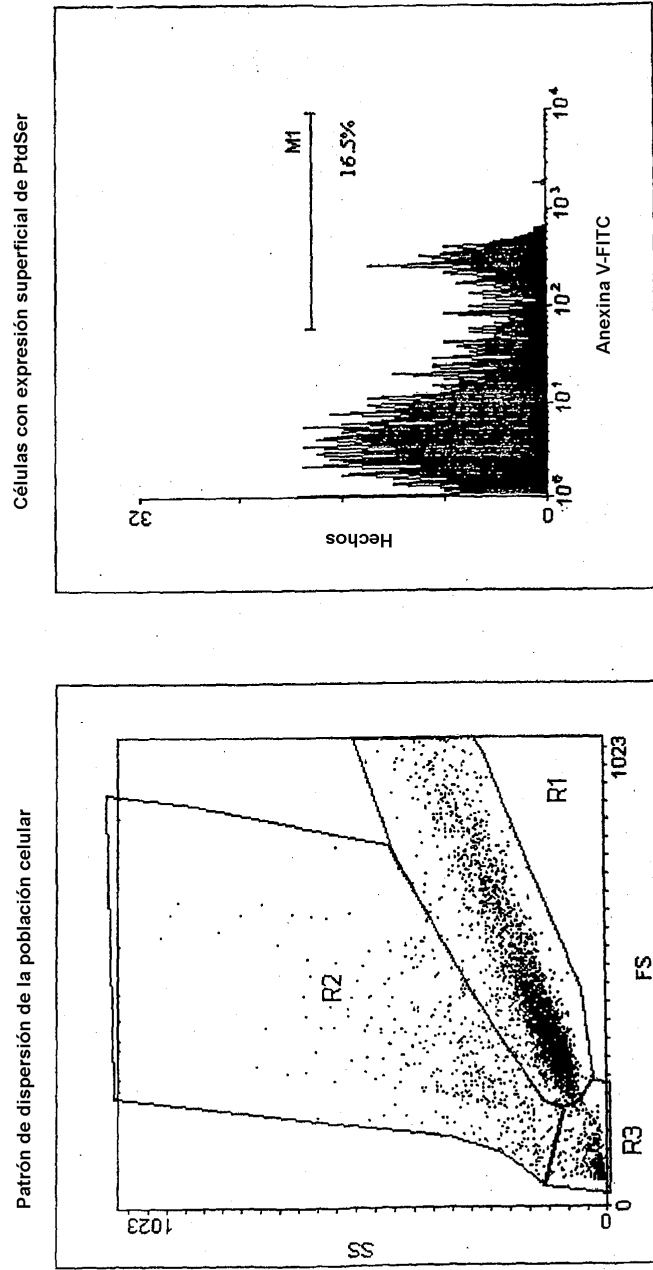 Patrón de dispersión de la población celular
1023
SS
0
R2
R1
R3
0
1023
FS
Células con expresión superficial de PtdSer
32
Hechos
0
M1
16.5%
10⁰
10¹
10²
10³
10⁴
Anexina V-FITC